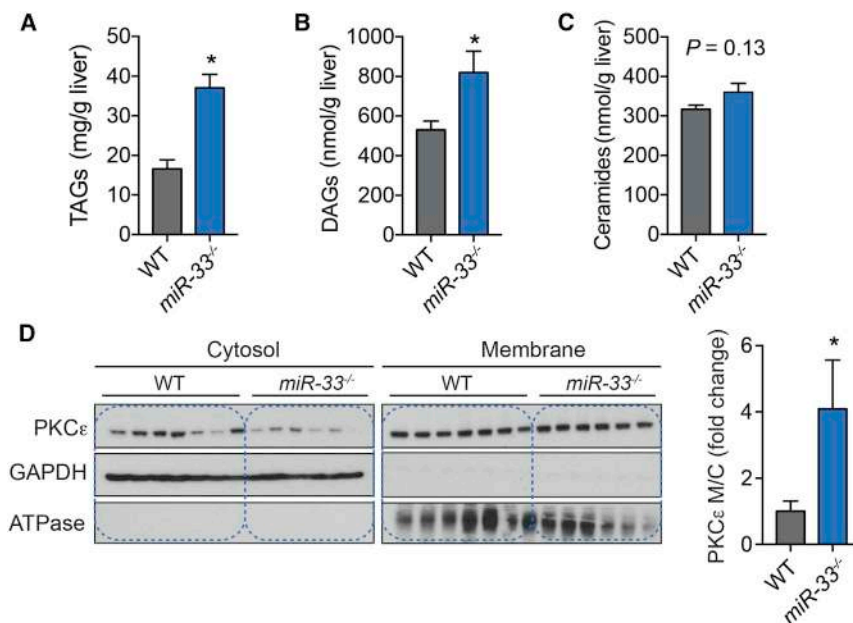 A
TAGs (mg/g liver)
50
40
30
20
10
0
*
WT
miR-33-/-
B
DAGs (nmol/g liver)
1000
800
600
400
200
0
*
WT
miR-33-/-
C
Ceramides (nmol/g liver)
500
400
300
200
100
0
P = 0.13
WT
miR-33-/-
D
Cytosol
Membrane
WT
miR-33-/-
WT
miR-33-/-
PKCε
GAPDH
ATPase
PKCε M/C (fold change)
6
4
2
0
*
WT
miR-33-/-